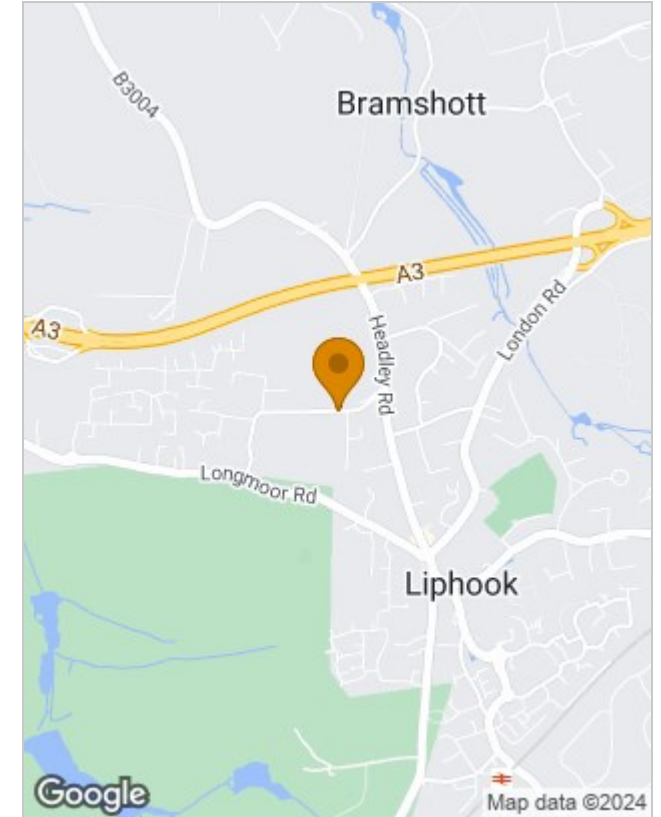 Bramshott
B3004
A3
A3
London Rd
Headley Rd
Longmoor Rd
Liphook
Google
Map data ©2024